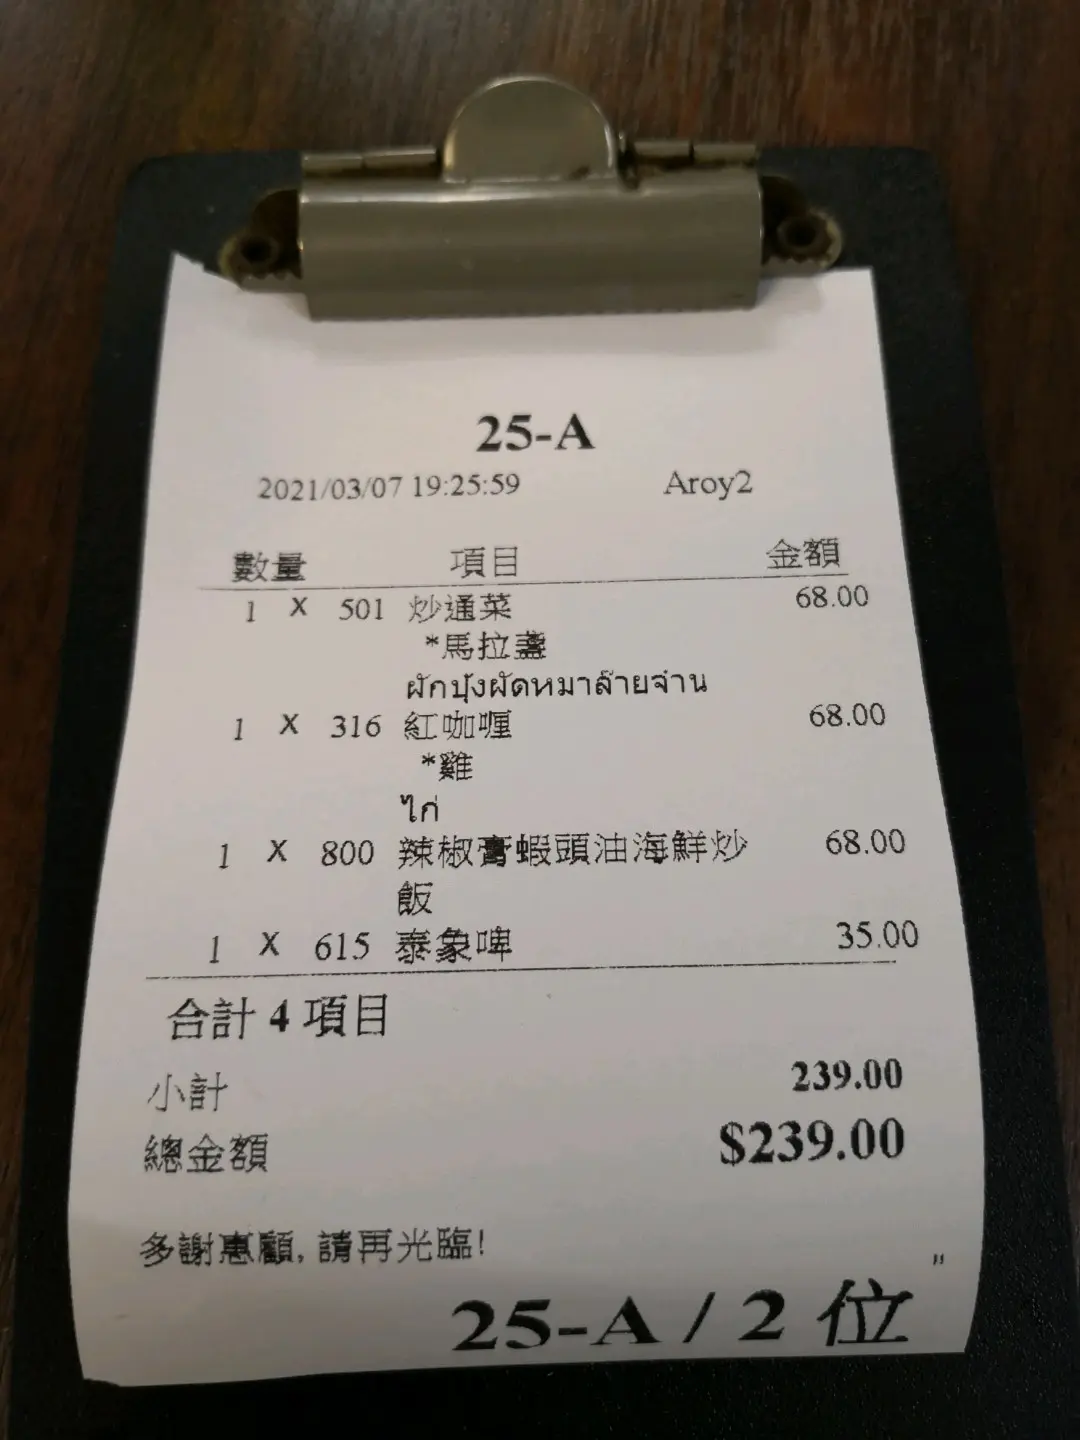 25-A
2021/03/07 19:25:59 Aroy2
數量 項目 金額
1 X 501 炒通菜 68.00
*馬拉盞
ผักบุ้งผัดหมาล๊ายจ่าน
1 X 316 紅咖喱 68.00
*雞
ไก่
1 X 800 辣椒膏蝦頭油海鮮炒 68.00
飯
1 X 615 泰象啤 35.00
合計 4 項目
小計 239.00
總金額 $239.00
多謝惠顧, 請再光臨!
"
25-A / 2 位